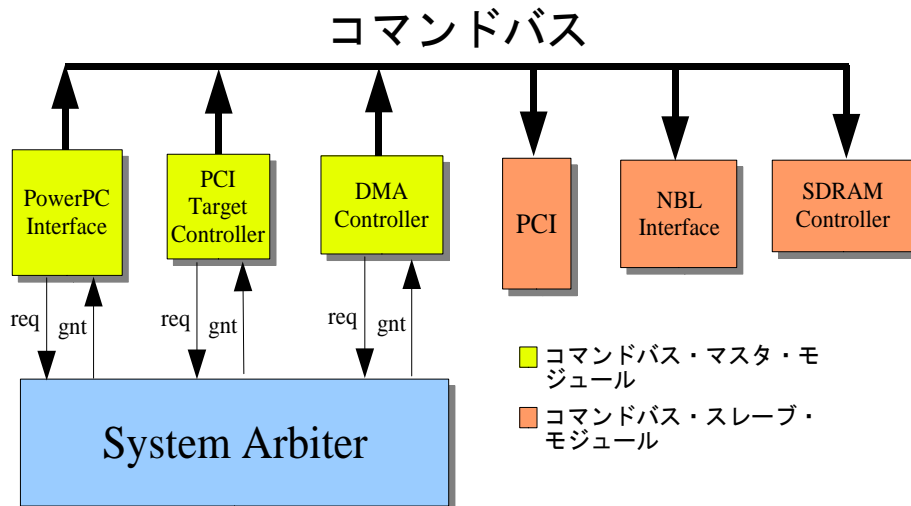 コマンドバス
PowerPC
Interface
PCI
Target
Controller
DMA
Controller
PCI
NBL
Interface
SDRAM
Controller
req
gnt
req
gnt
req
gnt
コマンドバス・マスタ・モ
ジュール
コマンドバス・スレーブ・
モジュール
System Arbiter